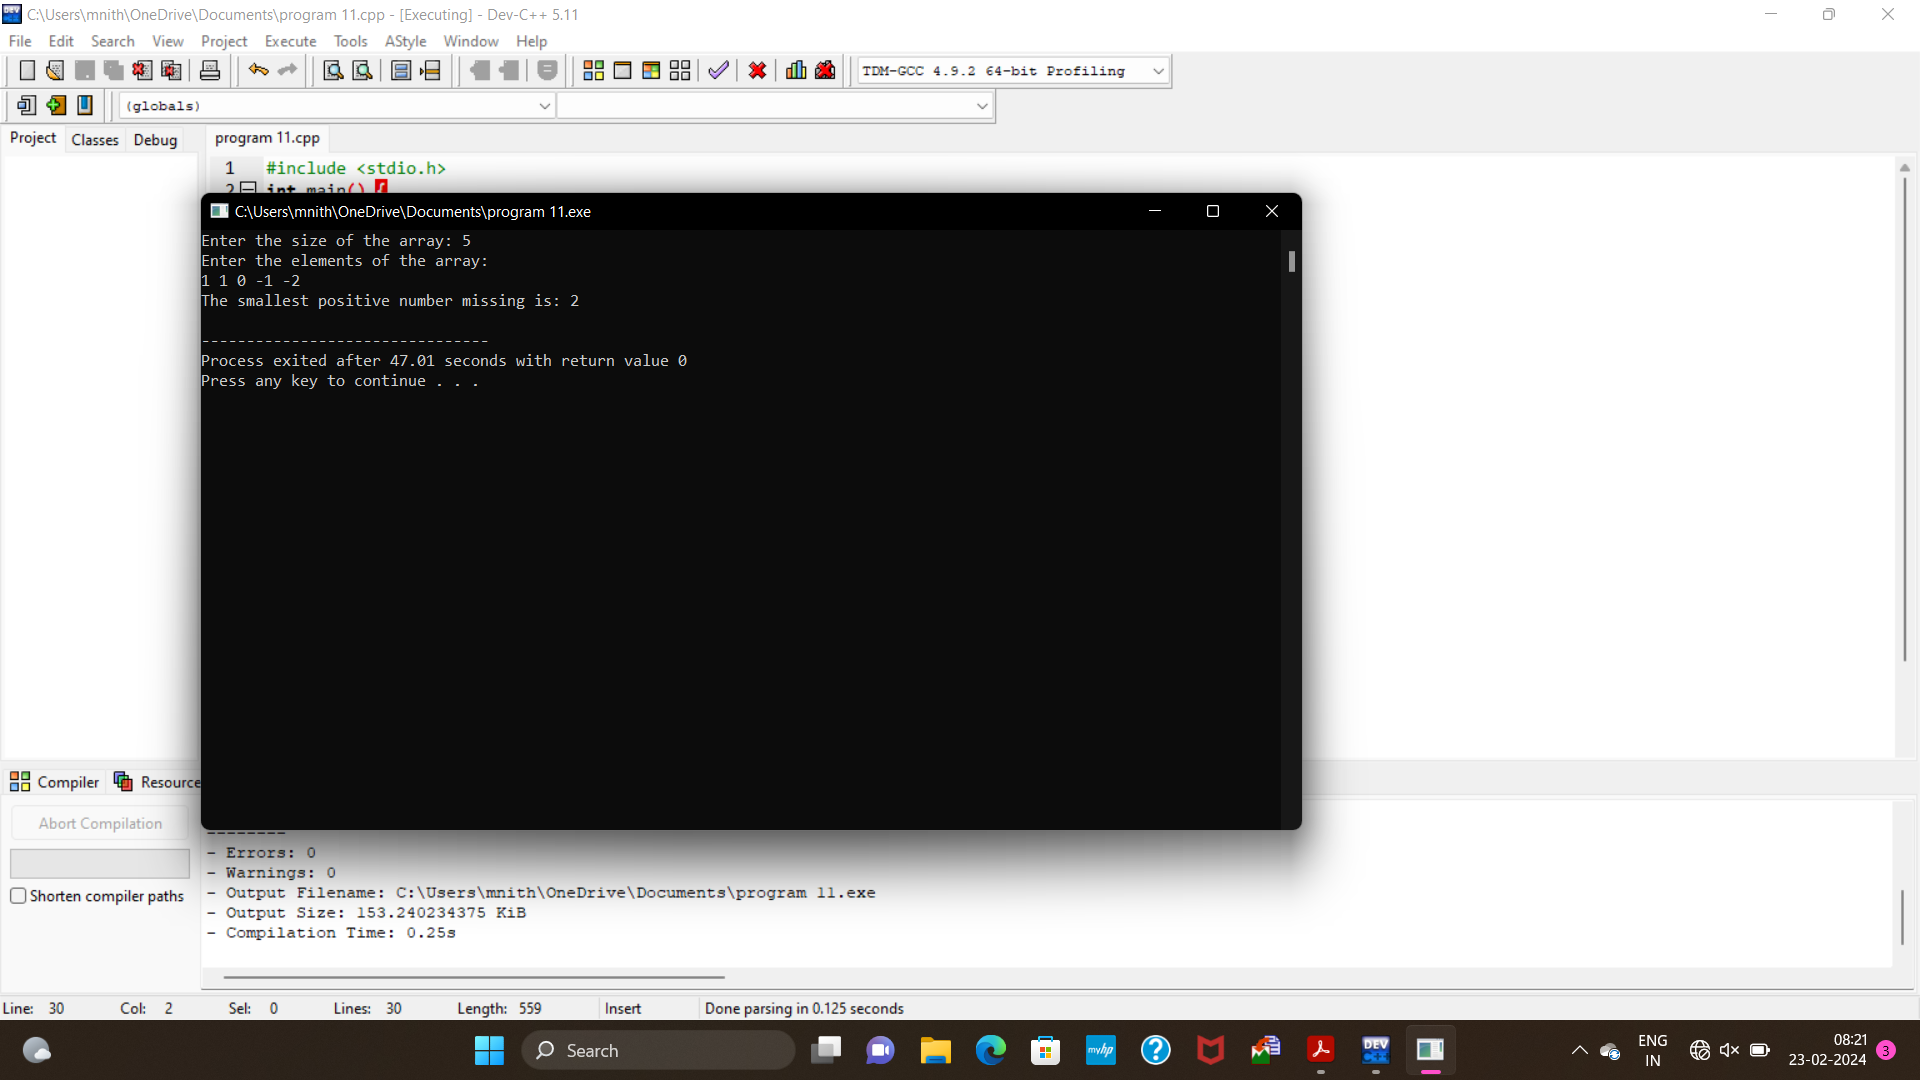 C:\Users\mnith\OneDrive\Documents\program 11.cpp - [Executing] - Dev-C++ 5.11
File Edit Search View Project Execute Tools AStyle Window Help
TDM-GCC 4.9.2 64-bit Profiling
(globals)
Project Classes Debug program 11.cpp
1 #include <stdio.h>
2 int main() {
C:\Users\mnith\OneDrive\Documents\program 11.exe
Enter the size of the array: 5
Enter the elements of the array:
1 1 0 -1 -2
The smallest positive number missing is: 2
--------------------------------
Process exited after 47.01 seconds with return value 0
Press any key to continue . . .
Compiler Resource
Abort Compilation
Shorten compiler paths
--------
- Errors: 0
- Warnings: 0
- Output Filename: C:\Users\mnith\OneDrive\Documents\program 11.exe
- Output Size: 153.240234375 KiB
- Compilation Time: 0.25s
Line: 30 Col: 2 Sel: 0 Lines: 30 Length: 559 Insert Done parsing in 0.125 seconds
Search
myhp
DEV C++
ENG
IN
08:21
23-02-2024
3